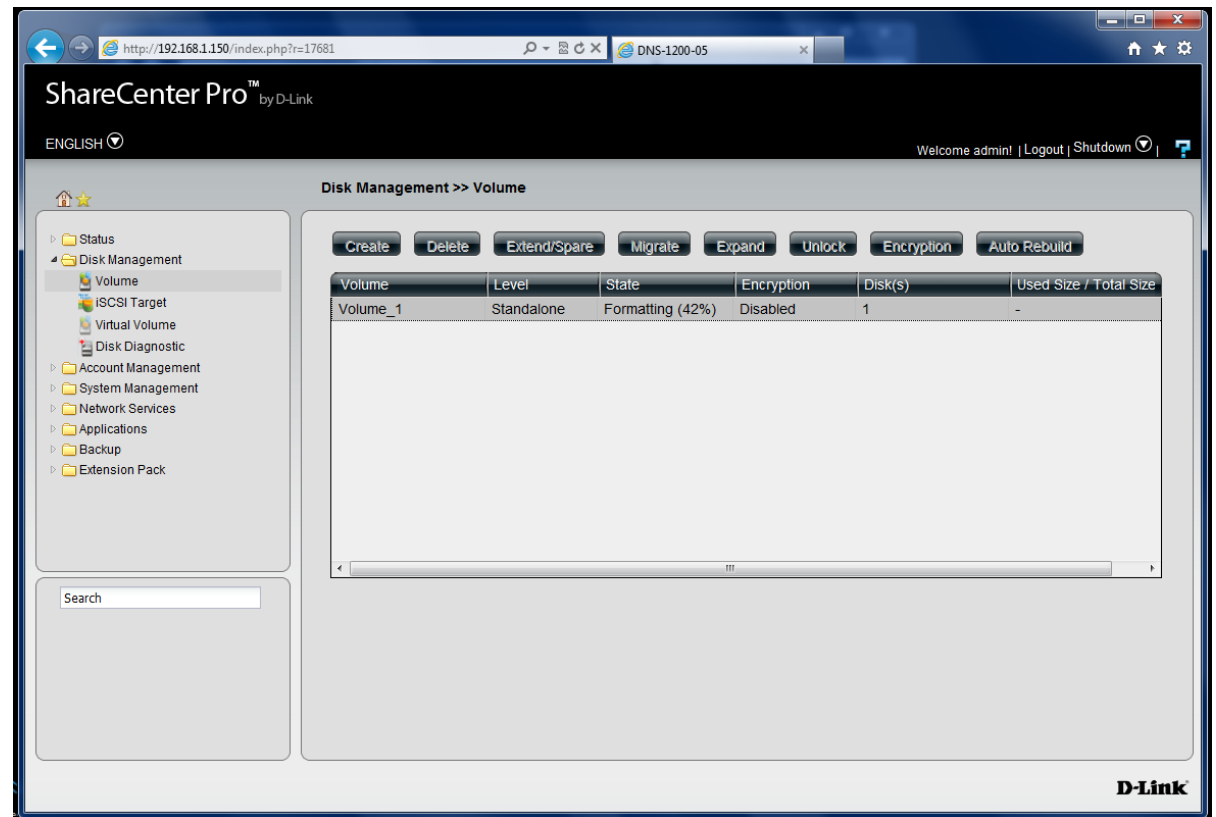 http://192.168.1.150/index.php?r=17681
DNS-1200-05
ShareCenter Pro™ by D-Link
ENGLISH
Welcome admin! | Logout | Shutdown | ?
Disk Management >> Volume
Status
Disk Management
Volume
iSCSI Target
Virtual Volume
Disk Diagnostic
Account Management
System Management
Network Services
Applications
Backup
Extension Pack
Search
Create Delete Extend/Spare Migrate Expand Unlock Encryption Auto Rebuild
Volume Level State Encryption Disk(s) Used Size / Total Size
Volume_1 Standalone Formatting (42%) Disabled 1 -
D-Link